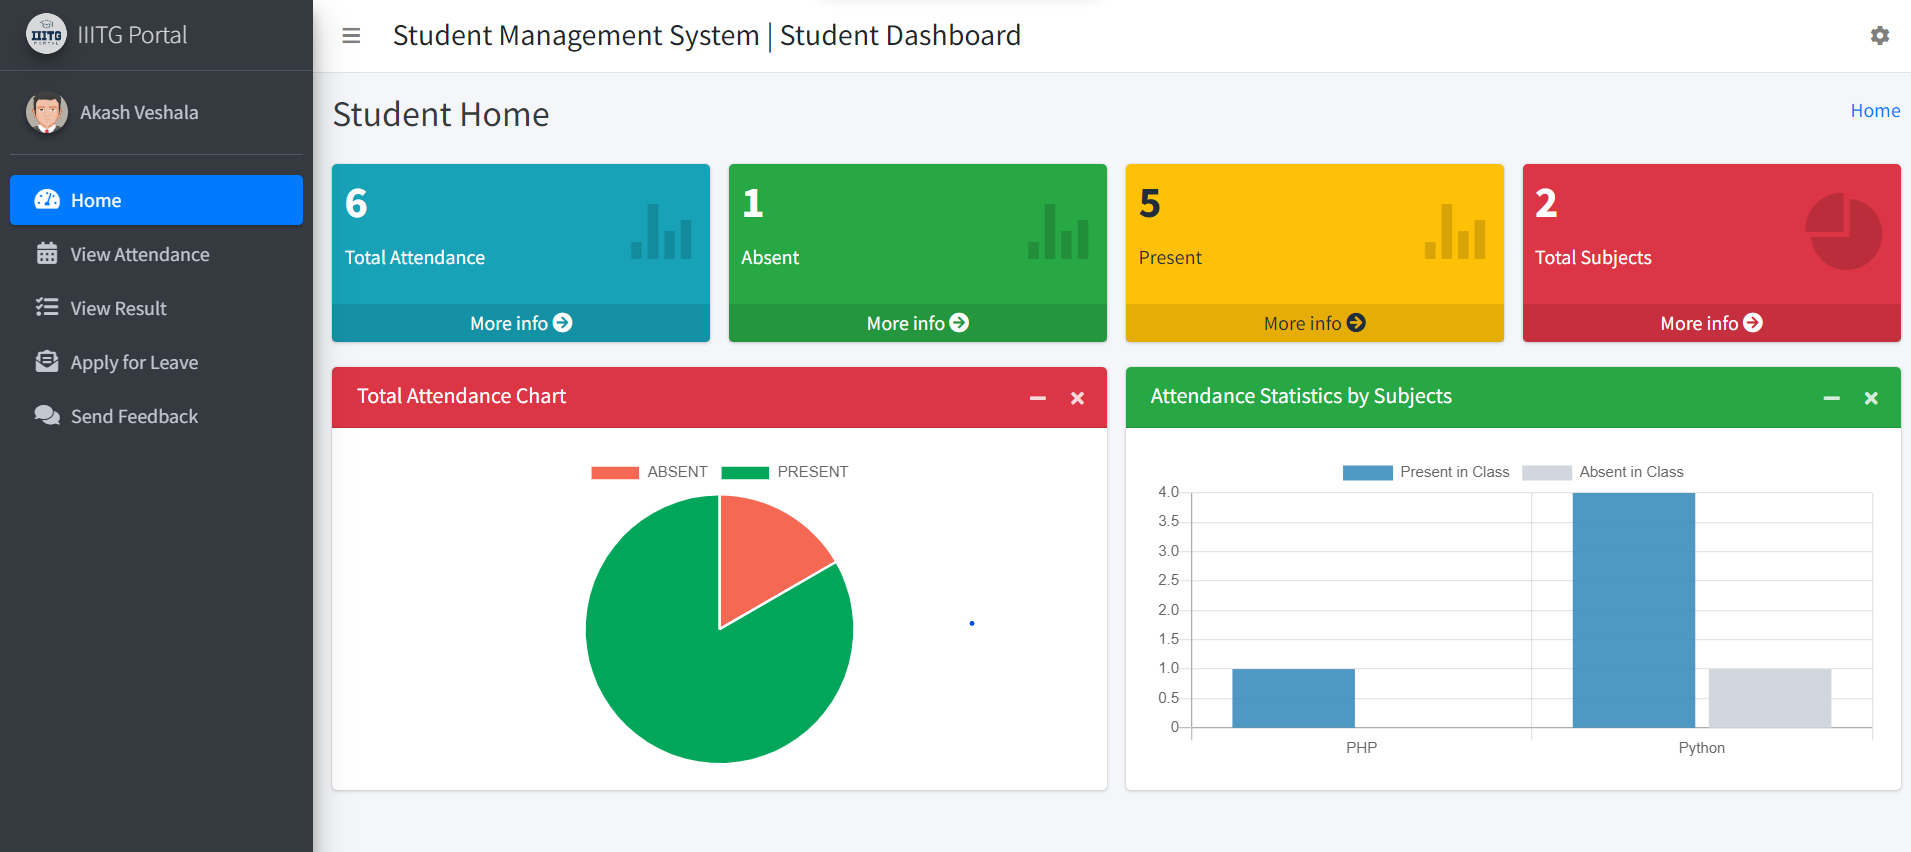 IIITG
PORTAL
IIITG Portal
Student Management System | Student Dashboard
Akash Veshala
Home
View Attendance
View Result
Apply for Leave
Send Feedback
Student Home
Home
6
Total Attendance
More info
1
Absent
More info
5
Present
More info
2
Total Subjects
More info
Total Attendance Chart
ABSENT PRESENT
Attendance Statistics by Subjects
Present in Class Absent in Class
4.0
3.5
3.0
2.5
2.0
1.5
1.0
0.5
0
PHP Python